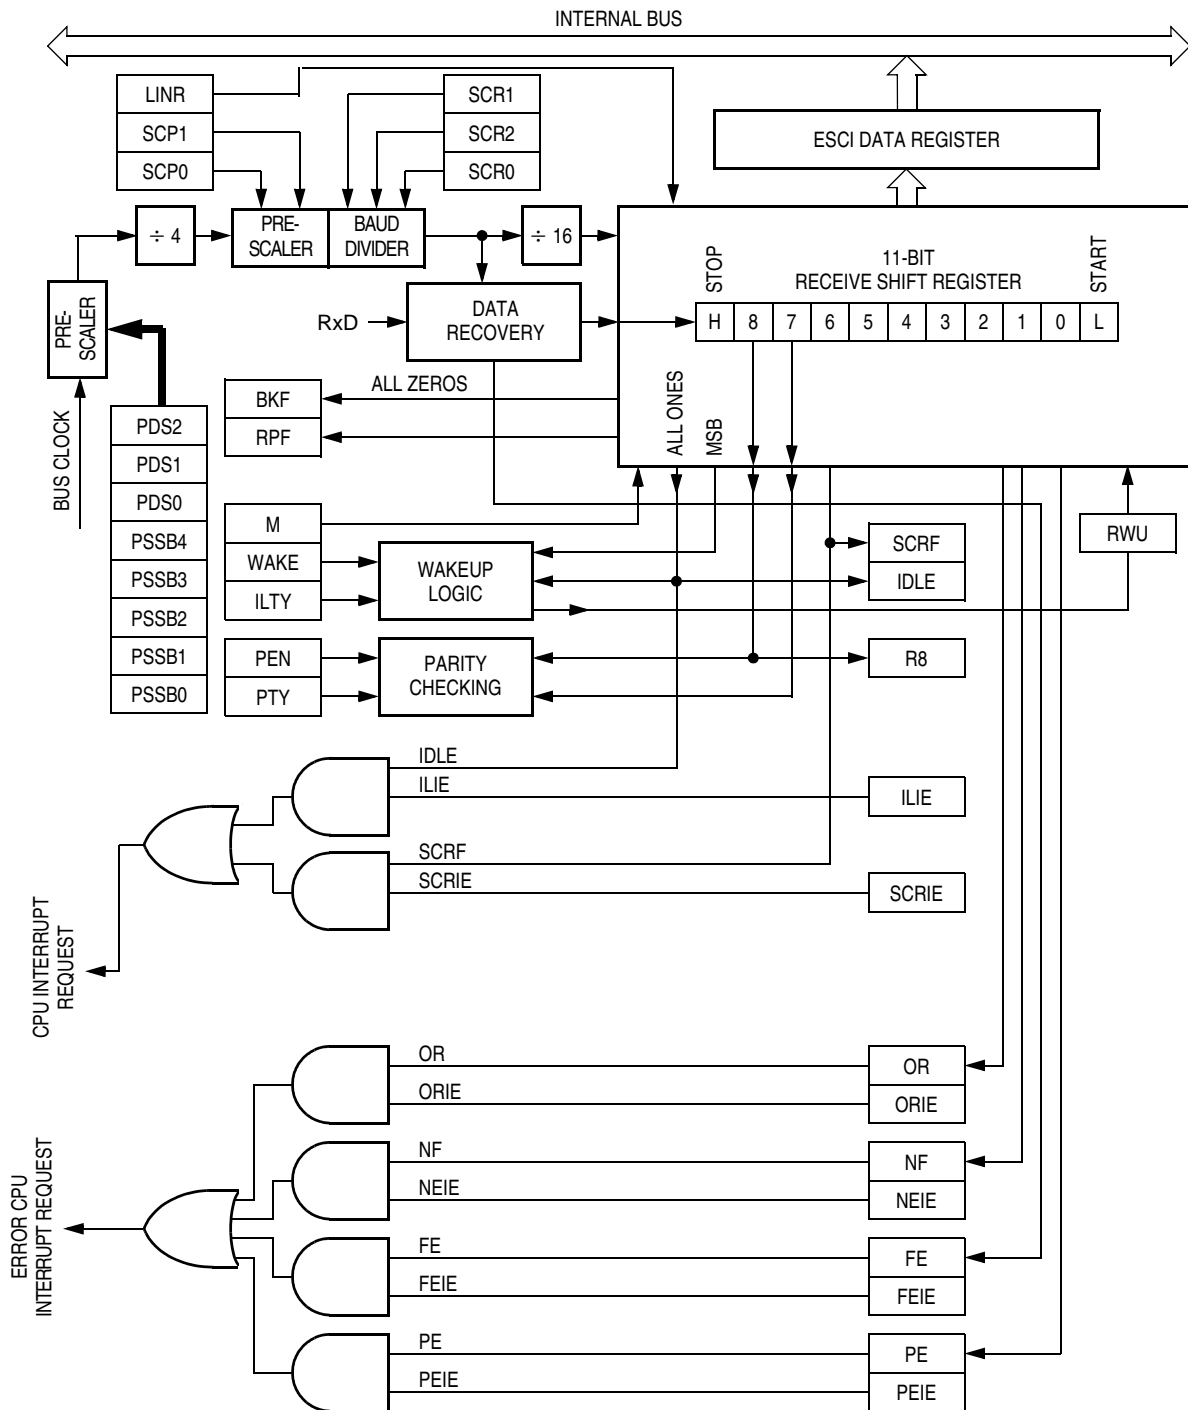 INTERNAL BUS
LINR
SCP1
SCP0
SCR1
SCR2
SCR0
ESCI DATA REGISTER
÷ 4
PRE-
SCALER
BAUD
DIVIDER
÷ 16
STOP
11-BIT
RECEIVE SHIFT REGISTER
START
H 8 7 6 5 4 3 2 1 0 L
PRE-
SCALER
RxD
DATA
RECOVERY
ALL ZEROS
BKF
RPF
ALL ONES
MSB
BUS CLOCK
PDS2
PDS1
PDS0
PSSB4
PSSB3
PSSB2
PSSB1
PSSB0
M
WAKE
ILTY
WAKEUP
LOGIC
SCRF
IDLE
RWU
PEN
PTY
PARITY
CHECKING
R8
IDLE
ILIE
ILIE
SCRF
SCRIE
SCRIE
CPU INTERRUPT
REQUEST
OR
ORIE
OR
ORIE
NF
NEIE
NF
NEIE
ERROR CPU
INTERRUPT REQUEST
FE
FEIE
FE
FEIE
PE
PEIE
PE
PEIE